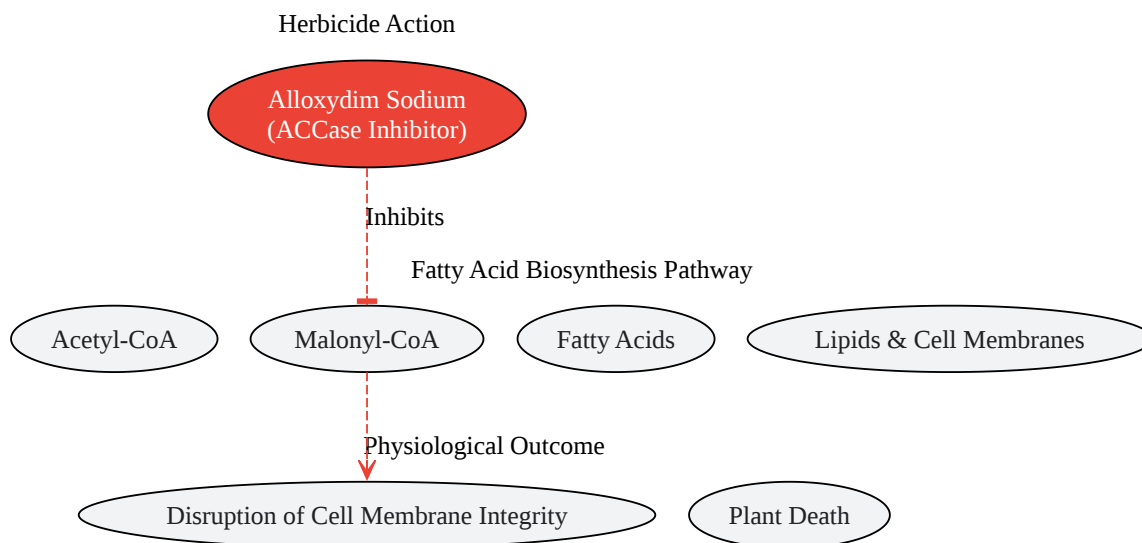 Herbicide Action
Alloxydim Sodium
(ACCase Inhibitor)
Inhibits
Fatty Acid Biosynthesis Pathway
Acetyl-CoA
Malonyl-CoA
Fatty Acids
Lipids & Cell Membranes
Physiological Outcome
Disruption of Cell Membrane Integrity
Plant Death